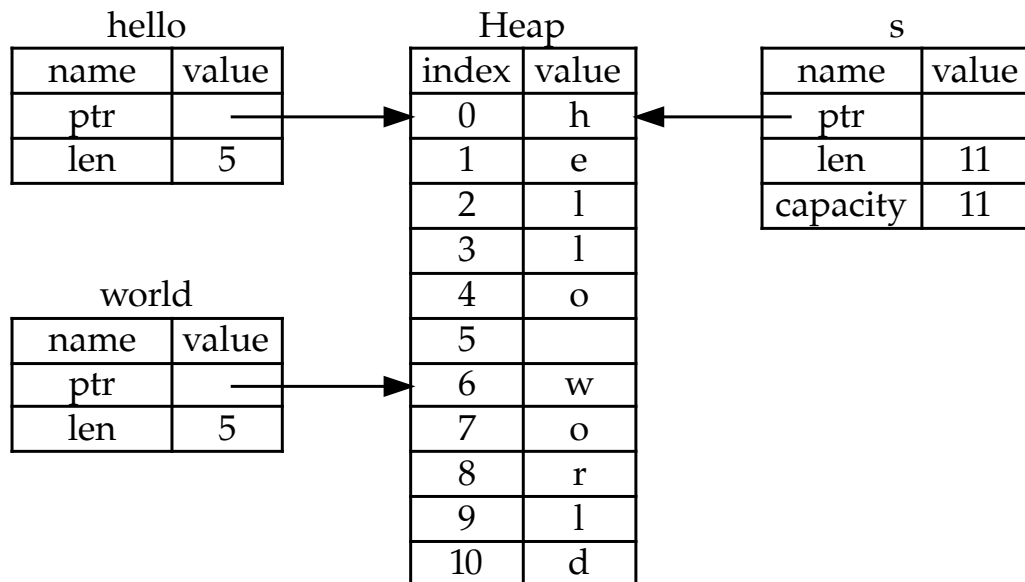 hello
name value
ptr
len 5
world
name value
ptr
len 5
Heap
index value
0 h
1 e
2 l
3 l
4 o
5
6 w
7 o
8 r
9 l
10 d
s
name value
ptr
len 11
capacity 11